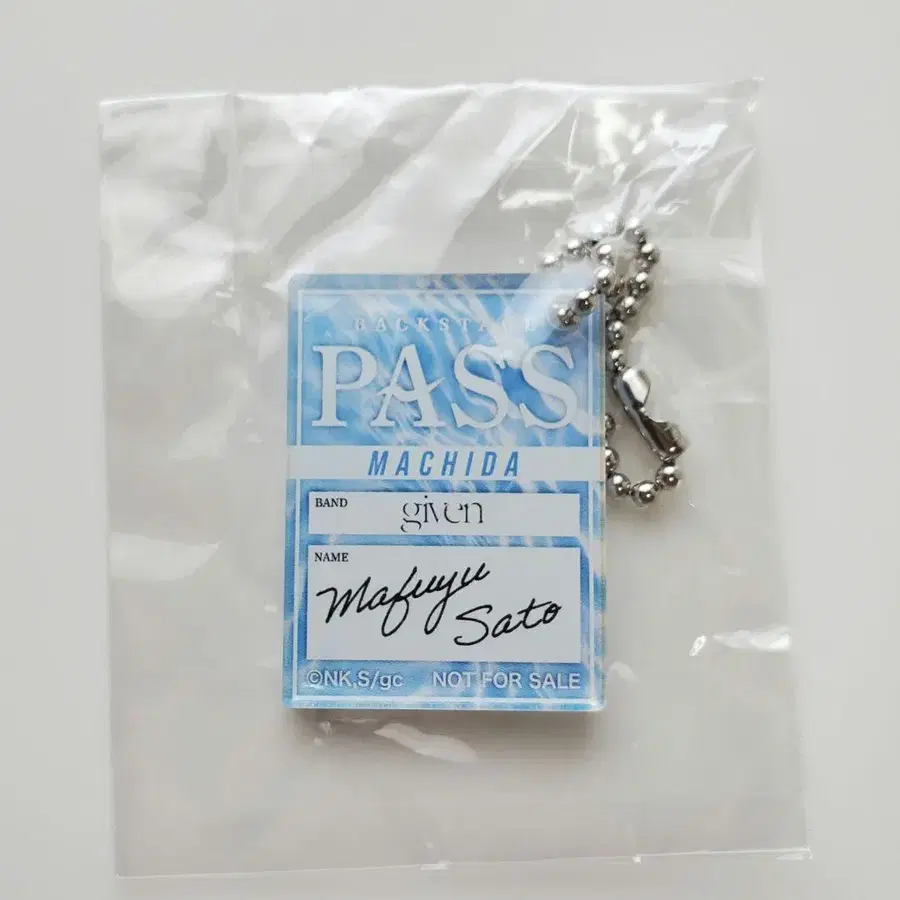 BACKSTAGE
PASS
MACHIDA
BAND given
NAME
Mafuyu
Sato
©NK,S/gc NOT FOR SALE